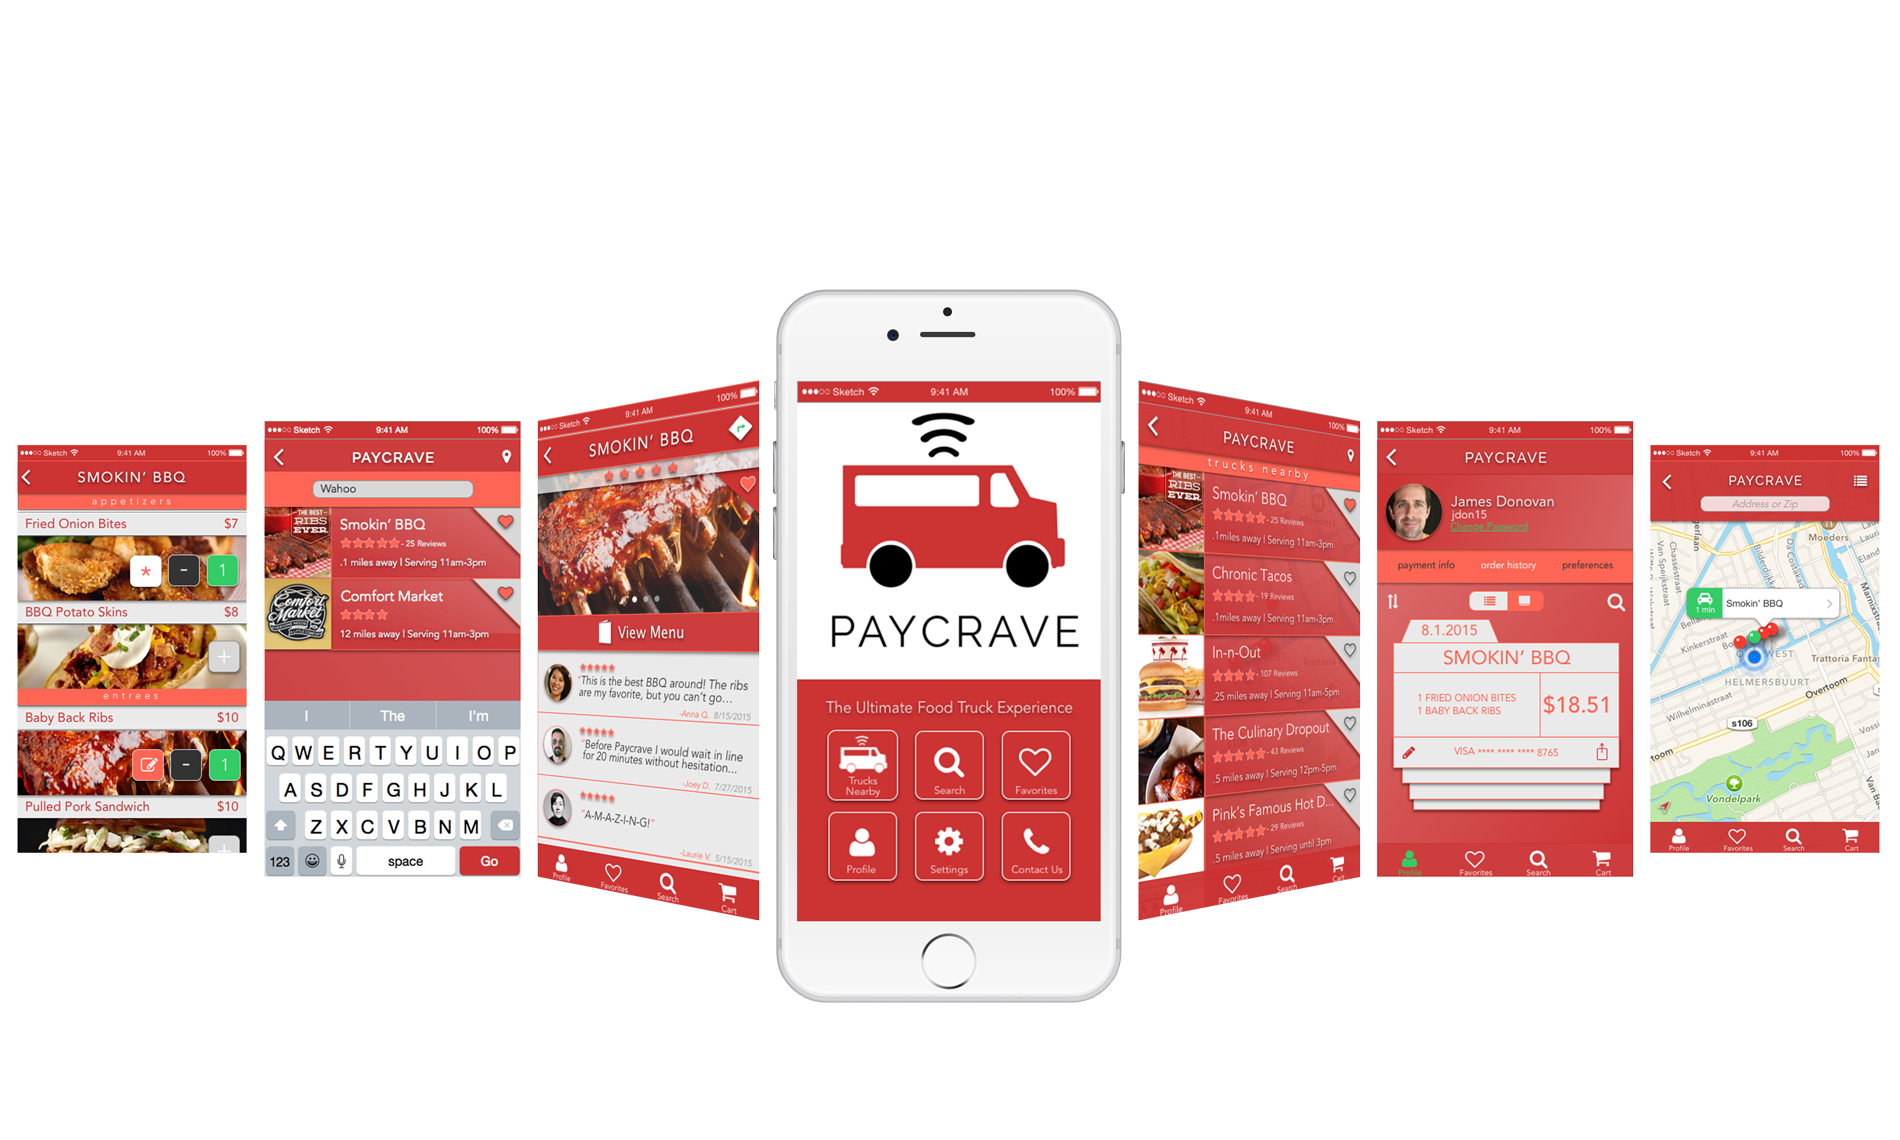 Sketch 9:41 AM 100%
SMOKIN' BBQ
appetizers
Fried Onion Bites $7
* - 1
BBQ Potato Skins $8
+
entrees
Baby Back Ribs $10
- 1
Pulled Pork Sandwich $10
+
Sketch 9:41 AM 100%
PAYCRAVE
Wahoo
THE BEST
RIBS
EVER
Smokin' BBQ
- 25 Reviews
.1 miles away | Serving 11am-3pm
Comfort
Market
Comfort Market
12 miles away | Serving 11am-3pm
I The I'm
Q W E R T Y U I O P
A S D F G H J K L
Z X C V B N M
123 space Go
Sketch 9:41 AM 100%
SMOKIN' BBQ
View Menu
"This is the best BBQ around! The ribs
are my favorite, but you can't go...
-Anna Q. 8/15/2015
"Before Paycrave I would wait in line
for 20 minutes without hesitation...
-Joey D. 7/27/2015
"A-M-A-Z-I-N-G!"
-Laurie V. 5/15/2015
Profile Favorites Search Cart
Sketch 9:41 AM 100%
PAYCRAVE
The Ultimate Food Truck Experience
Trucks
Nearby
Search
Favorites
Profile
Settings
Contact Us
Sketch 9:41 AM 100%
PAYCRAVE
trucks nearby
THE BEST
RIBS
EVER
Smokin' BBQ
- 25 Reviews
.1miles away | Serving 11am-3pm
Chronic Tacos
- 19 Reviews
.1miles away | Serving 11am-3pm
In-n-Out
- 107 Reviews
.25 miles away | Serving 11am-5pm
The Culinary Dropout
- 43 Reviews
.5 miles away | Serving 12pm-5pm
Pink's Famous Hot D...
- 29 Reviews
.5 miles away | Serving until 3pm
Profile Favorites Search Cart
Sketch 9:41 AM 100%
PAYCRAVE
James Donovan
jdon15
Change Password
payment info order history preferences
8.1.2015
SMOKIN' BBQ
1 FRIED ONION BITES
1 BABY BACK RIBS
$18.51
VISA **** **** **** 8765
Profile Favorites Search Cart
Sketch 9:41 AM 100%
PAYCRAVE
Address or Zip
Moeders
1 min
Smokin' BBQ
Kinkerstraat
Trattoria Fantas
HELMERSBUURT
Overtoom
Wilhelminastraat
s106
Vondelpark
Profile Favorites Search Cart